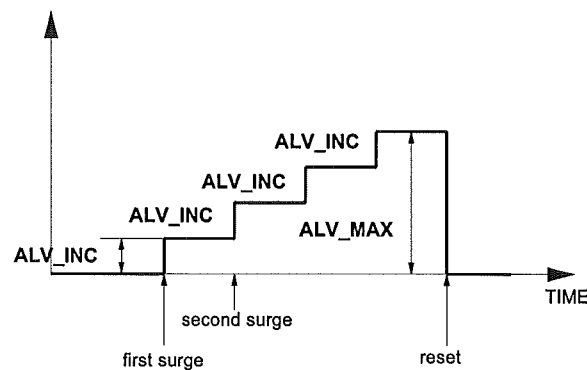 ALV_INC
ALV_INC
ALV_INC
ALV_INC
ALV_MAX
TIME
second surge
first surge
reset